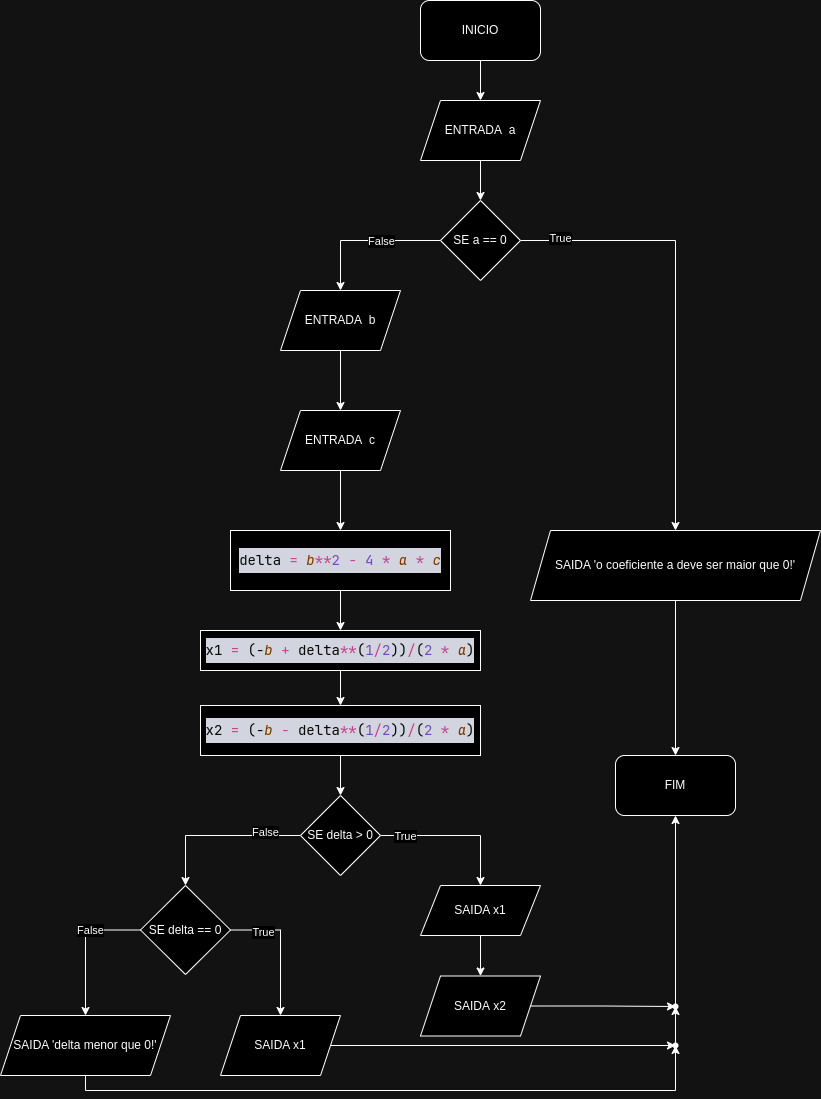 INICIO
ENTRADA a
SE a == 0
False
True
ENTRADA b
ENTRADA c
delta = b**2 - 4 * a * c
SAIDA 'o coeficiente a deve ser maior que 0!'
x1 = (-b + delta**(1/2))/(2 * a)
x2 = (-b - delta**(1/2))/(2 * a)
FIM
SE delta > 0
False
True
SAIDA x1
SE delta == 0
False
True
SAIDA x2
SAIDA 'delta menor que 0!'
SAIDA x1